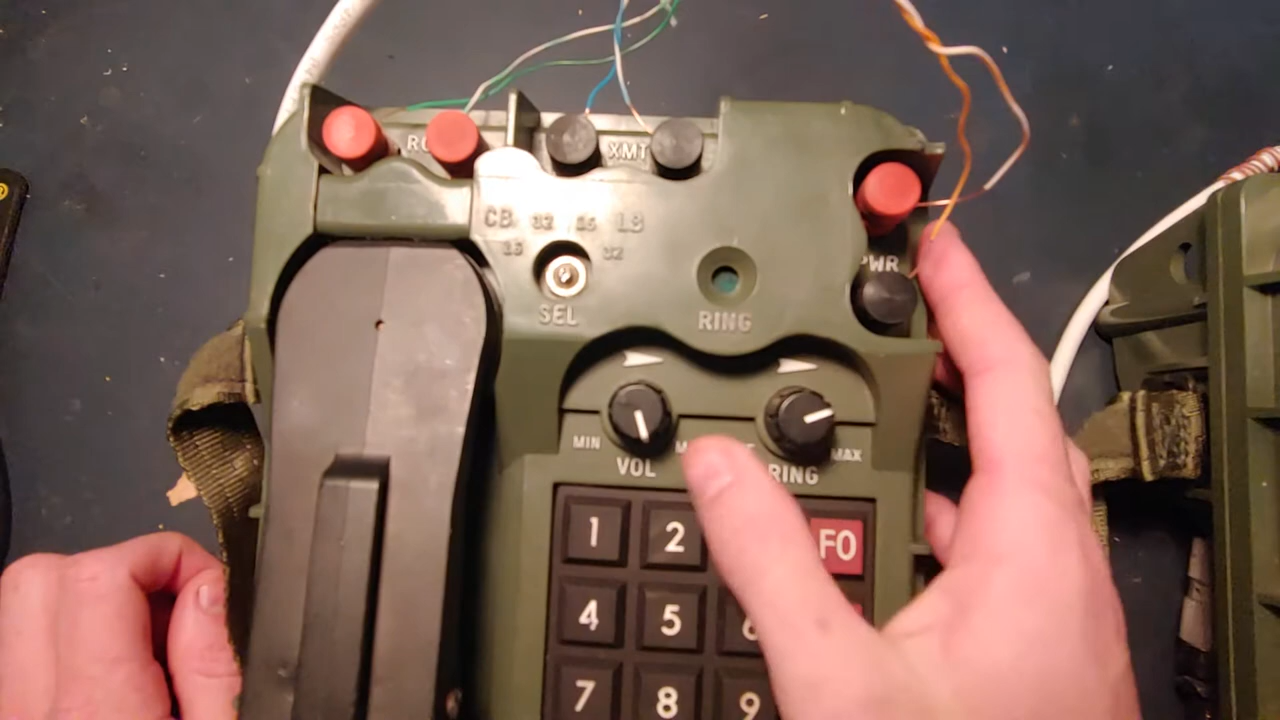 XMT
CB 32 16 LB
16 32
SEL
RING
PWR
MIN
MAX
VOL
RING
1 2 FO
4 5 6
7 8 9